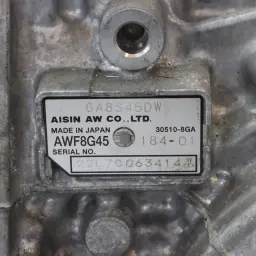 GA8S45DW
AISIN AW CO.,LTD.
MADE IN JAPAN 30510-8GA
AWF8G45 184-01
SERIAL NO.